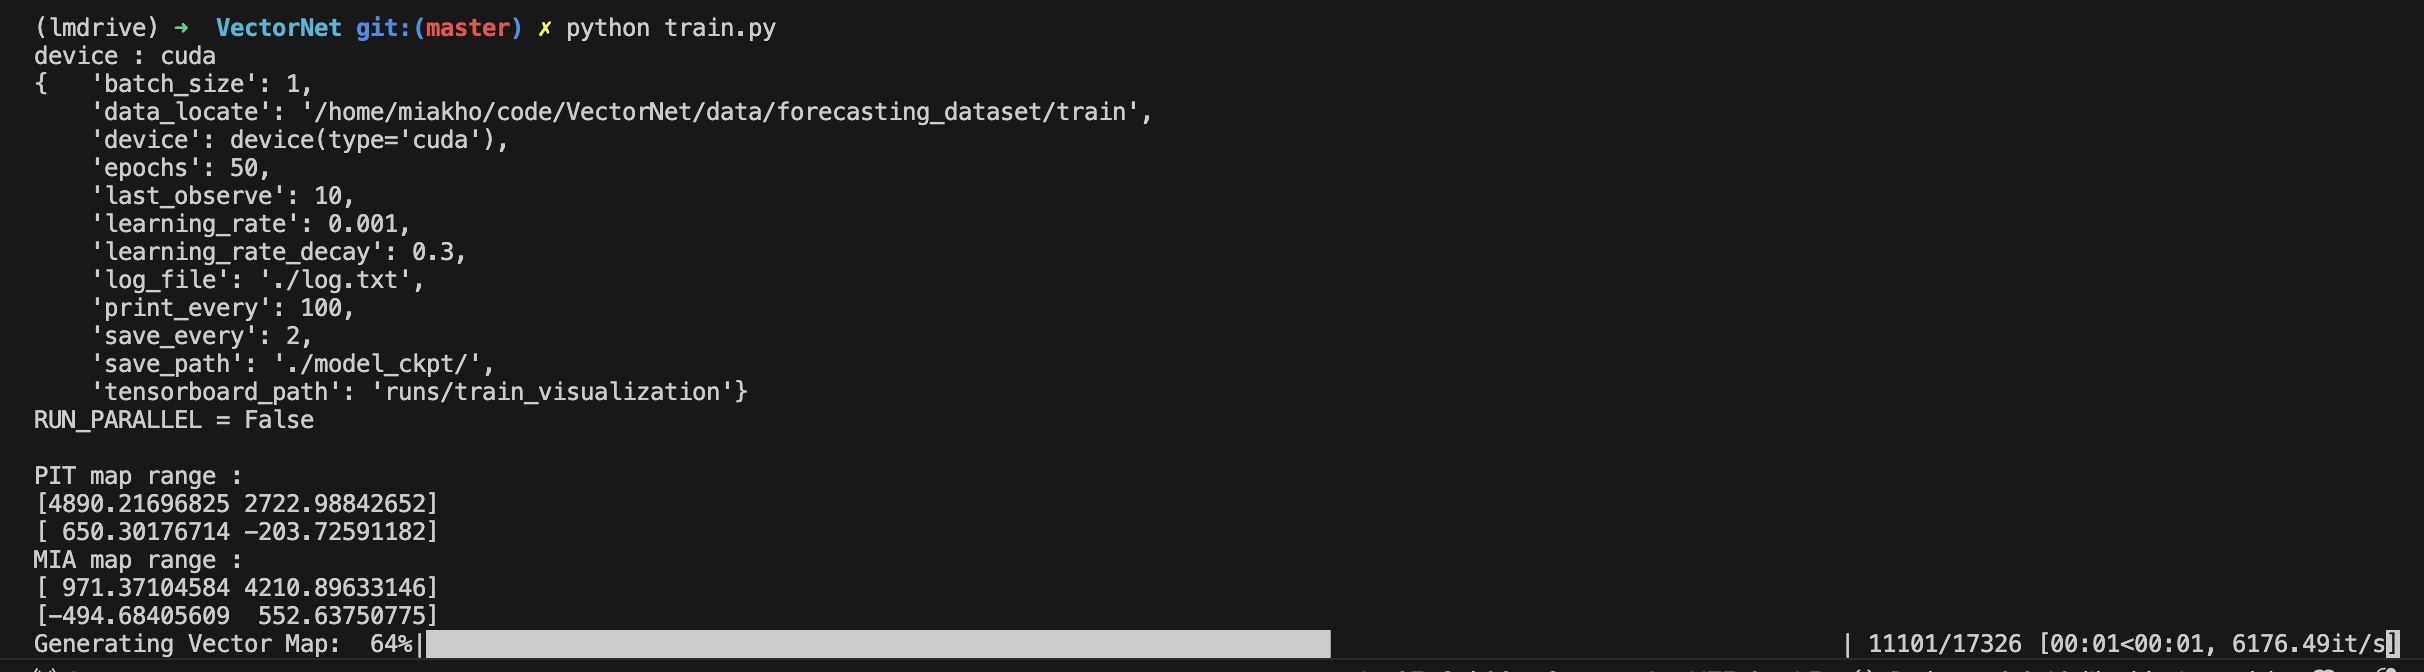 (lmdrive) ➜  VectorNet git:(master) ✗ python train.py
device : cuda
{   'batch_size': 1,
    'data_locate': '/home/miakho/code/VectorNet/data/forecasting_dataset/train',
    'device': device(type='cuda'),
    'epochs': 50,
    'last_observe': 10,
    'learning_rate': 0.001,
    'learning_rate_decay': 0.3,
    'log_file': './log.txt',
    'print_every': 100,
    'save_every': 2,
    'save_path': './model_ckpt/',
    'tensorboard_path': 'runs/train_visualization'}
RUN_PARALLEL = False
PIT map range :
[4890.21696825 2722.98842652]
[ 650.30176714 -203.72591182]
MIA map range :
[ 971.37104584 4210.89633146]
[-494.68405609  552.63750775]
Generating Vector Map:  64%| | 11101/17326 [00:01<00:01, 6176.49it/s]